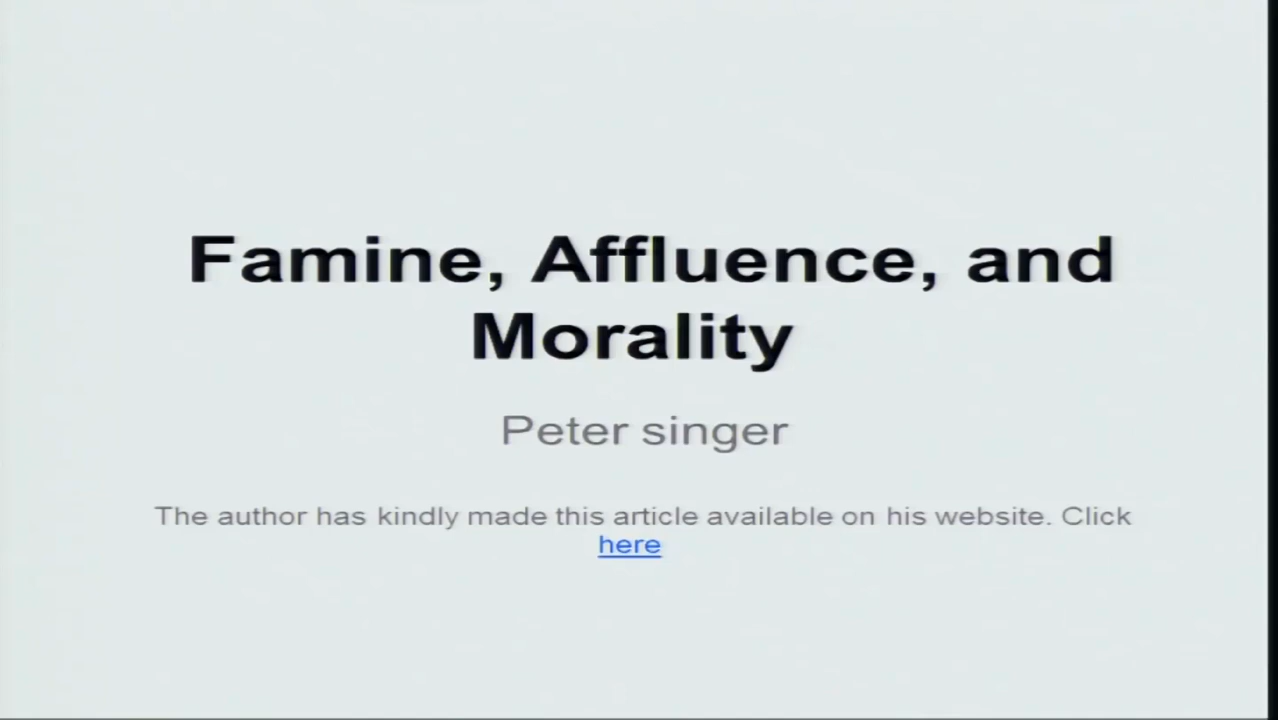 Famine, Affluence, and
Morality
Peter singer
The author has kindly made this article available on his website. Click
here